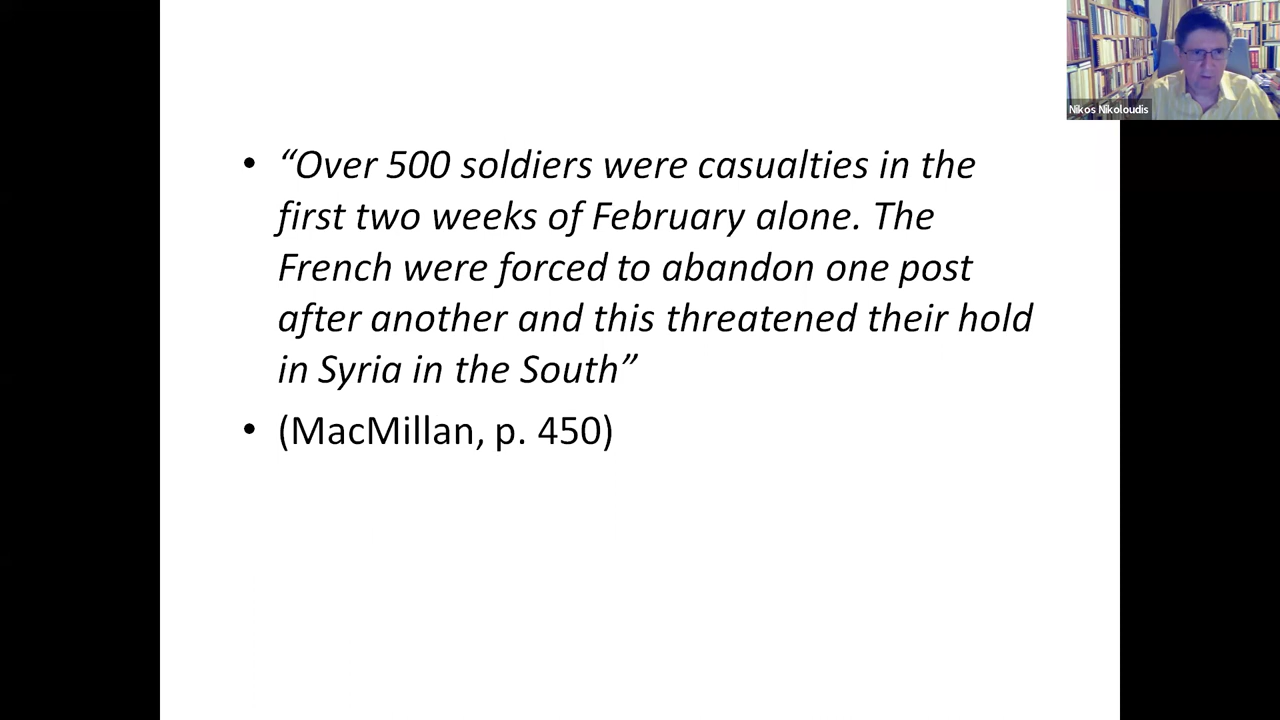 Nikos Nikoloudis
• “Over 500 soldiers were casualties in the
first two weeks of February alone. The
French were forced to abandon one post
after another and this threatened their hold
in Syria in the South”
• (MacMillan, p. 450)